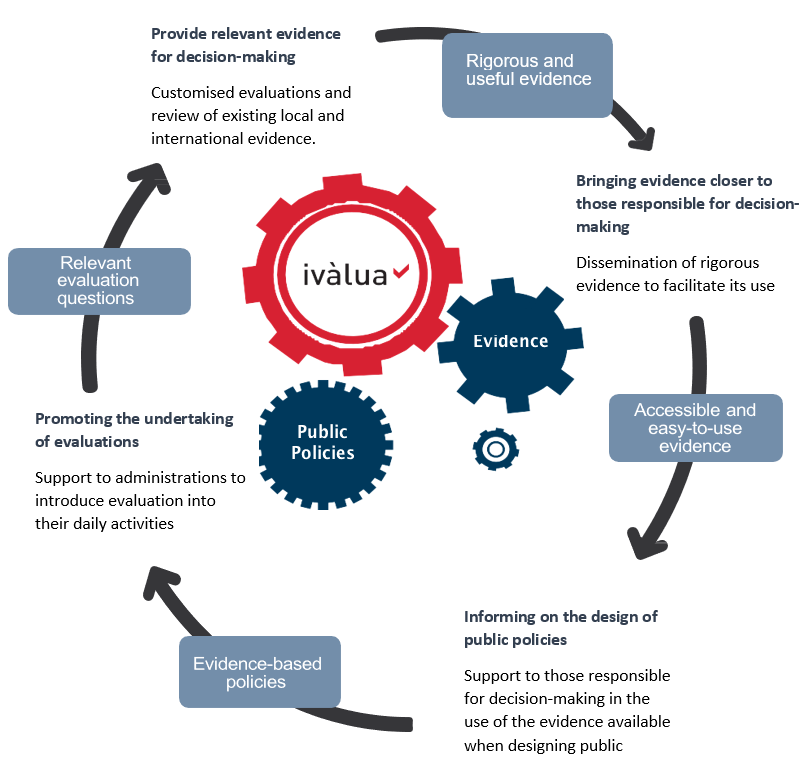 Provide relevant evidence
for decision-making
Customised evaluations and
review of existing local and
international evidence.
Rigorous and
useful evidence
Bringing evidence closer to
those responsible for decision-
making
Dissemination of rigorous
evidence to facilitate its use
Relevant
evaluation
questions
ivàlua
Evidence
Public
Policies
Accessible and
easy-to-use
evidence
Promoting the undertaking
of evaluations
Support to administrations to
introduce evaluation into
their daily activities
Informing on the design of
public policies
Support to those responsible
for decision-making in the
use of the evidence available
when designing public
Evidence-based
policies